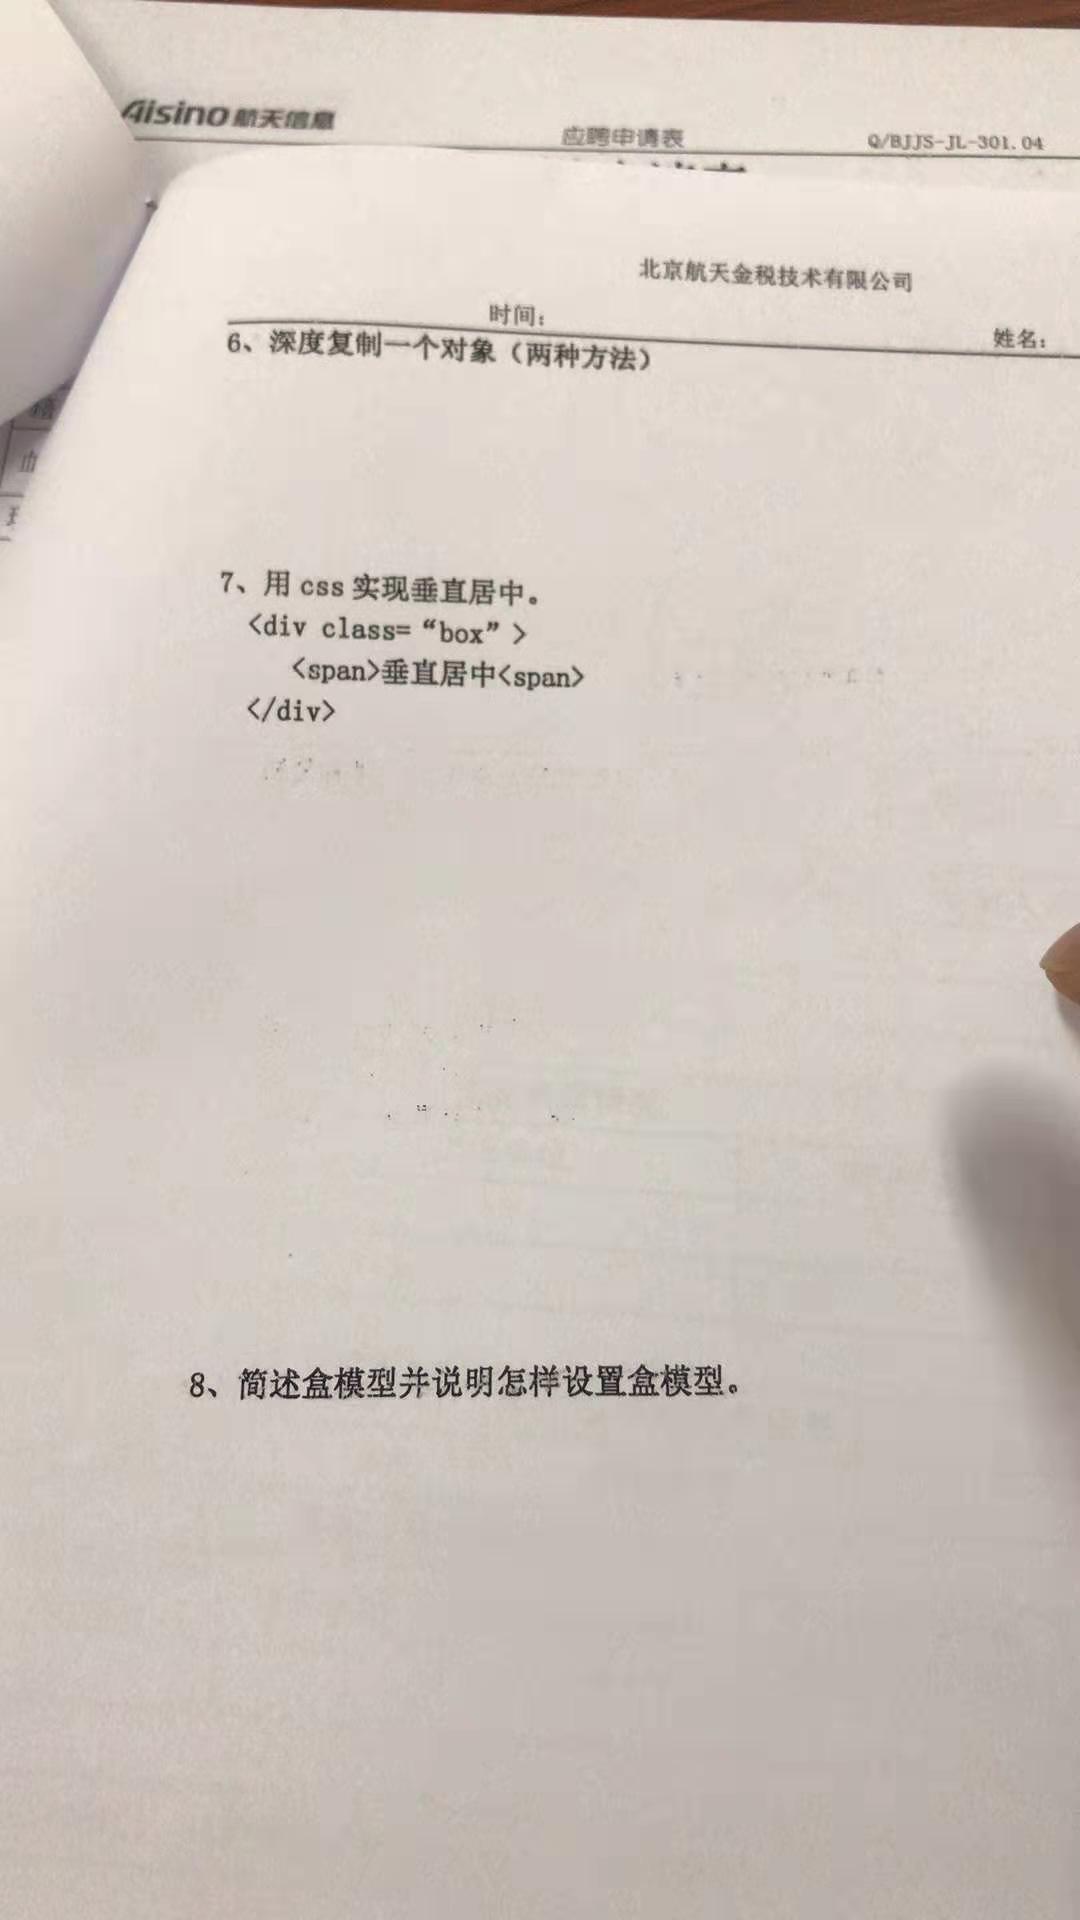 Aisino 航天信息
应聘申请表
Q/BJJS-JL-301.04
北京航天金税技术有限公司
时间：
姓名：
6、深度复制一个对象（两种方法）
7、用 css 实现垂直居中。
<div class=“box”>
<span>垂直居中<span>
</div>
8、简述盒模型并说明怎样设置盒模型。